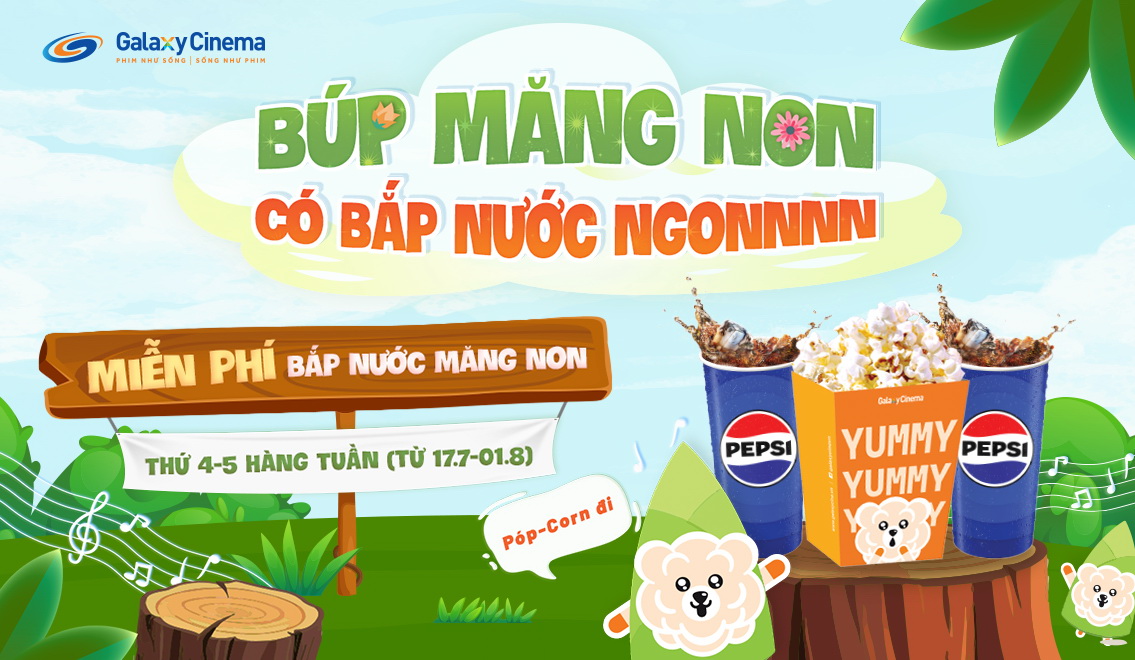 Galaxy Cinema
PHIM NHƯ SỐNG | SỐNG NHƯ PHIM
BÚP MĂNG NON
CÓ BẮP NƯỚC NGONNNNN
MIỄN PHÍ BẮP NƯỚC MĂNG NON
THỨ 4-5 HÀNG TUẦN (TỪ 17.7-01.8)
Póp-Corn đi
Galaxy Cinema
YUMMY
YUMMY
PEPSI
PEPSI